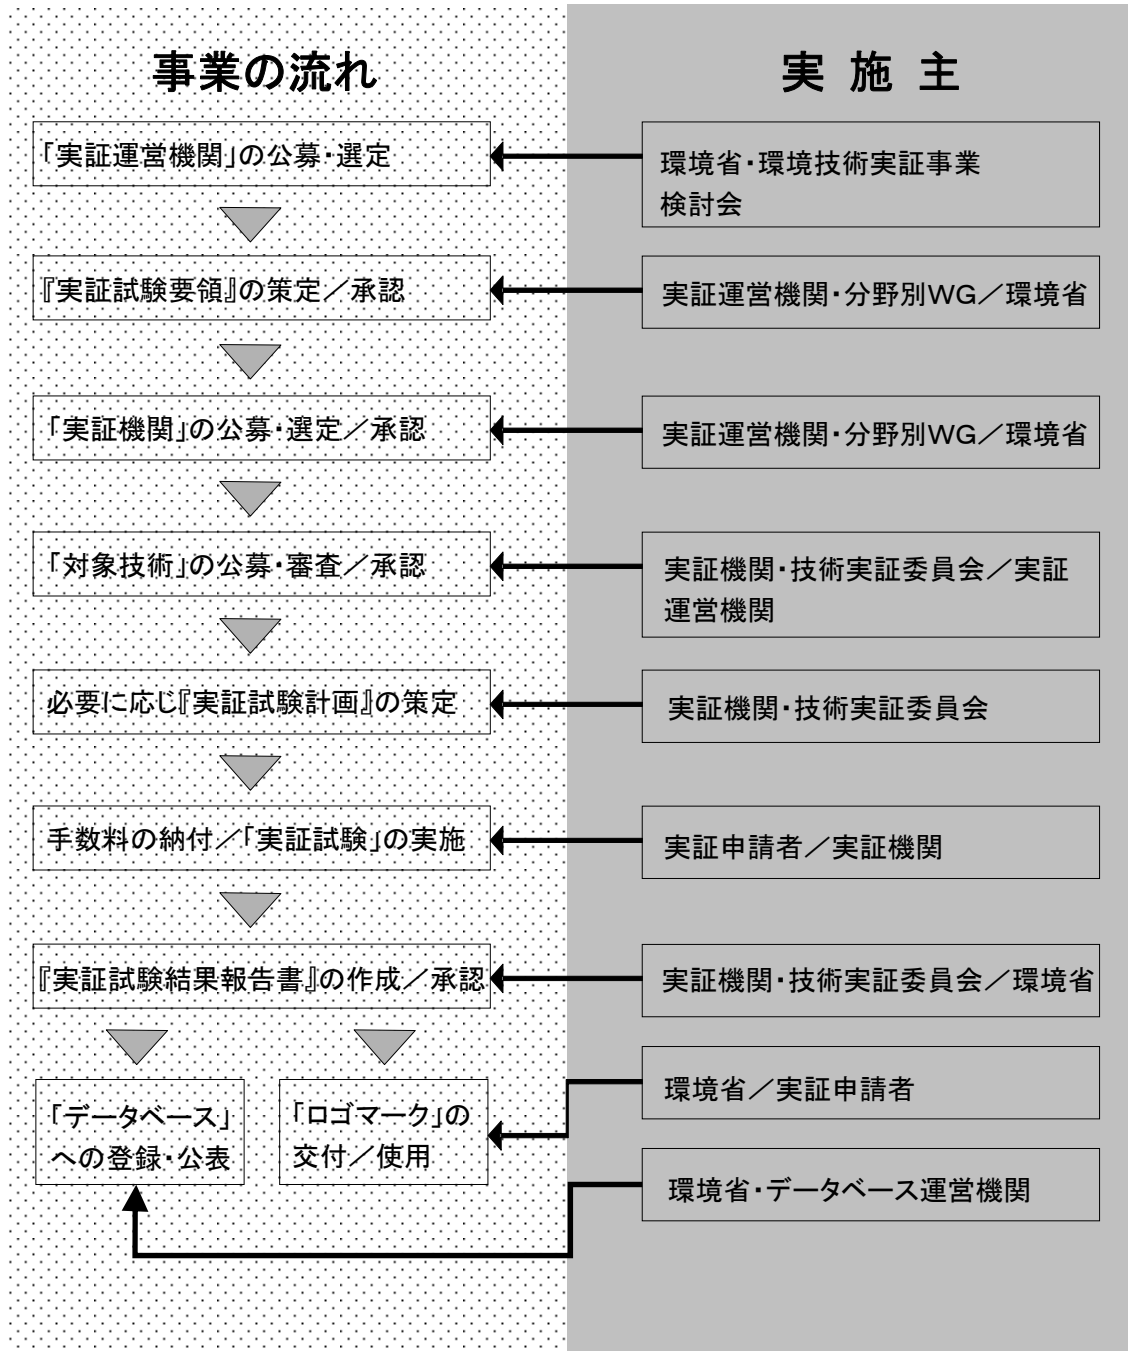 事業の流れ
実 施 主
「実証運営機関」の公募・選定
環境省・環境技術実証事業
検討会
『実証試験要領』の策定／承認
実証運営機関・分野別WG／環境省
「実証機関」の公募・選定／承認
実証運営機関・分野別WG／環境省
「対象技術」の公募・審査／承認
実証機関・技術実証委員会／実証
運営機関
必要に応じ『実証試験計画』の策定
実証機関・技術実証委員会
手数料の納付／「実証試験」の実施
実証申請者／実証機関
『実証試験結果報告書』の作成／承認
実証機関・技術実証委員会／環境省
「データベース」
への登録・公表
「ロゴマーク」の
交付／使用
環境省／実証申請者
環境省・データベース運営機関